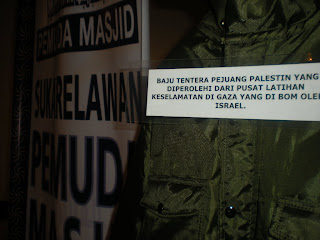 PEMUDA MASJID
SUKARELAWAN
PEMUDA
MASJID
BAJU TENTERA PEJUANG PALESTIN YANG
DIPEROLEHI DARI PUSAT LATIHAN
KESELAMATAN DI GAZA YANG DI BOM OLEH
ISRAEL.